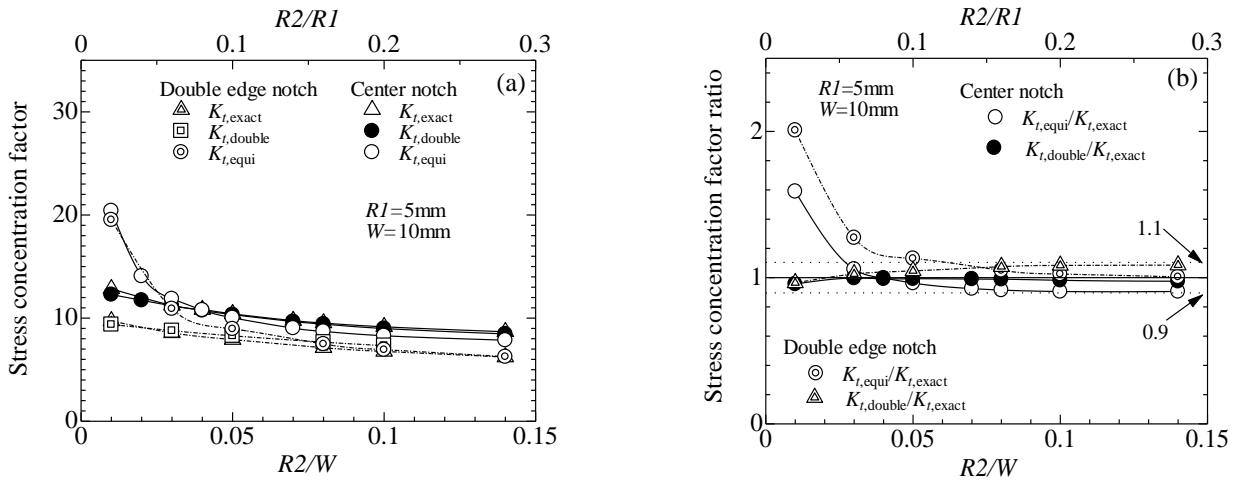 R2/R1
0 0.1 0.2 0.3
(a)
Double edge notch
Kt,exact
Kt,double
Kt,equi
Center notch
Kt,exact
Kt,double
Kt,equi
R1=5mm
W=10mm
Stress concentration factor
30
20
10
0
0 0.05 0.1 0.15
R2/W
R2/R1
0 0.1 0.2 0.3
(b)
R1=5mm
W=10mm
Center notch
Kt,equi/Kt,exact
Kt,double/Kt,exact
1.1
0.9
Double edge notch
Kt,equi/Kt,exact
Kt,double/Kt,exact
Stress concentration factor ratio
2
1
0
0 0.05 0.1 0.15
R2/W